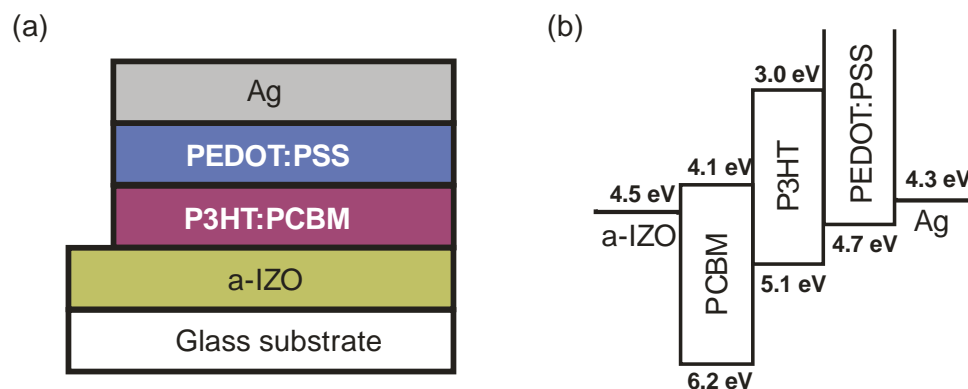 (a)
Ag
PEDOT:PSS
P3HT:PCBM
a-IZO
Glass substrate
(b)
3.0 eV
4.1 eV
4.5 eV
a-IZO
PCBM
6.2 eV
P3HT
5.1 eV
PEDOT:PSS
4.7 eV
4.3 eV
Ag